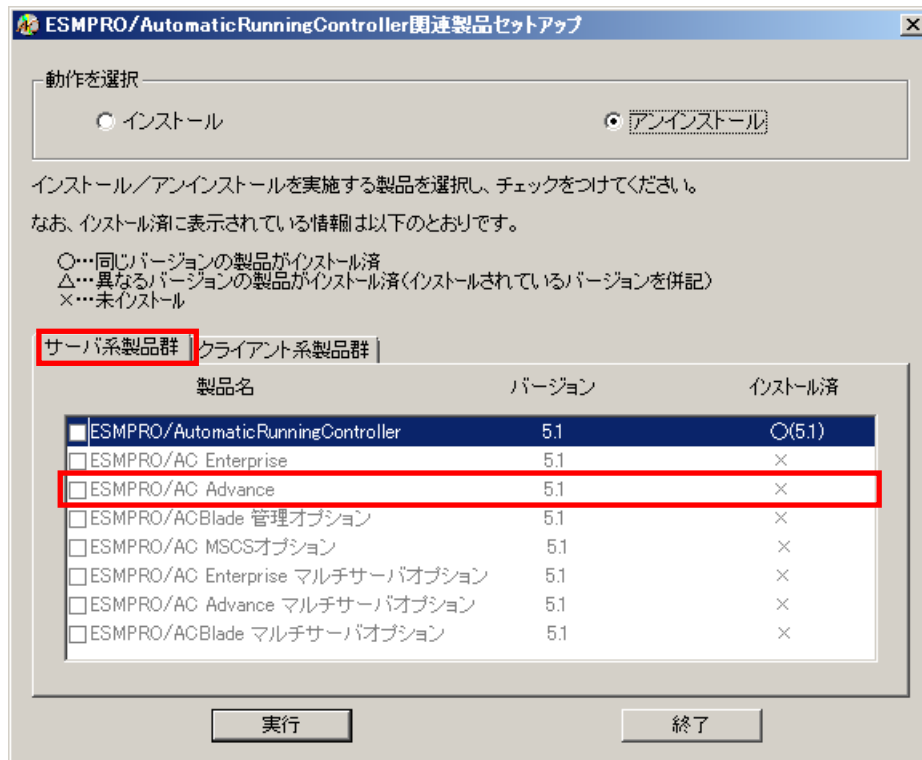 ESMPRO/AutomaticRunningController関連製品セットアップ
動作を選択
インストール
アンインストール
インストール／アンインストールを実施する製品を選択し、チェックをつけてください。
なお、インストール済に表示されている情報は以下のとおりです。
○…同じバージョンの製品がインストール済
△…異なるバージョンの製品がインストール済(インストールされているバージョンを併記)
×…未インストール
サーバ系製品群 クライアント系製品群
製品名 バージョン インストール済
ESMPRO/AutomaticRunningController 5.1 ○(5.1)
ESMPRO/AC Enterprise 5.1 ×
ESMPRO/AC Advance 5.1 ×
ESMPRO/ACBlade 管理オプション 5.1 ×
ESMPRO/AC MSCSオプション 5.1 ×
ESMPRO/AC Enterprise マルチサーバオプション 5.1 ×
ESMPRO/AC Advance マルチサーバオプション 5.1 ×
ESMPRO/ACBlade マルチサーバオプション 5.1 ×
実行 終了